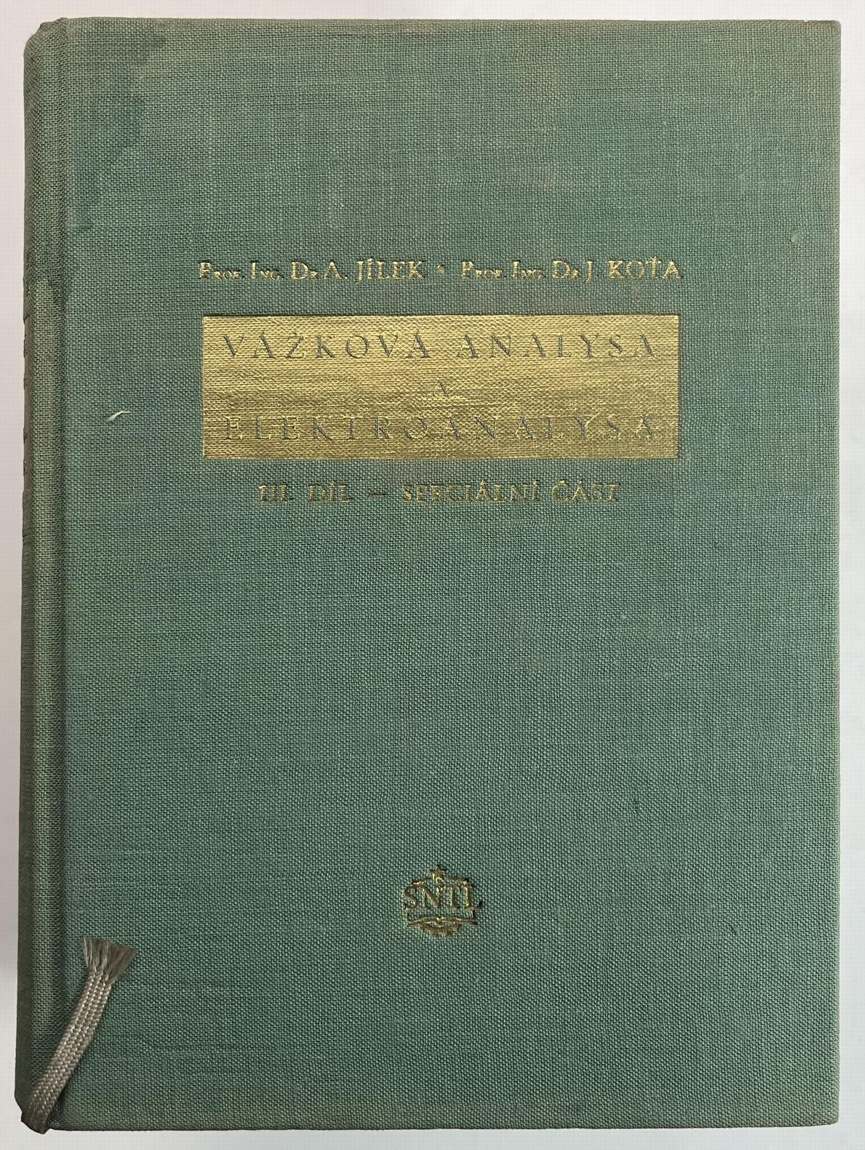 Prof. Ing. Dr A. JÍLEK * Prof. Ing. Dr J. KOŤA
VÁŽKOVÁ ANALYSA
A
ELEKTROANALYSA
III. DÍL — SPECIÁLNÍ ČÁST
SNTL